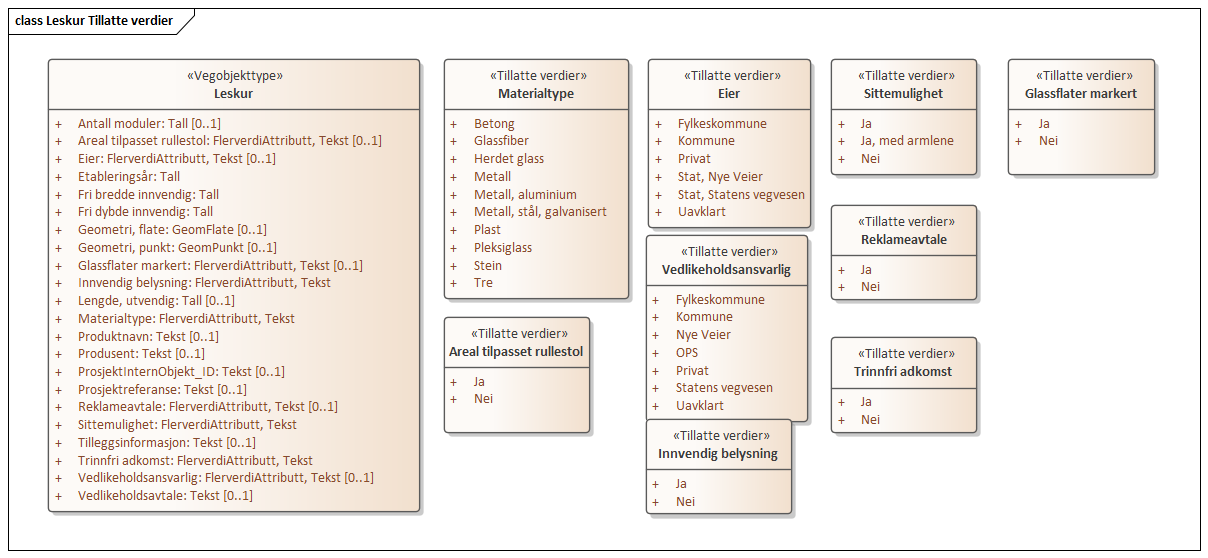 class Leskur Tillatte verdier
«Vegobjekttype»
Leskur
+ Antall moduler: Tall [0..1]
+ Areal tilpasset rullestol: FlerverdiAttributt, Tekst [0..1]
+ Eier: FlerverdiAttributt, Tekst [0..1]
+ Etableringsår: Tall
+ Fri bredde innvendig: Tall
+ Fri dybde innvendig: Tall
+ Geometri, flate: GeomFlate [0..1]
+ Geometri, punkt: GeomPunkt [0..1]
+ Glassflater markert: FlerverdiAttributt, Tekst [0..1]
+ Innvendig belysning: FlerverdiAttributt, Tekst
+ Lengde, utvendig: Tall [0..1]
+ Materialtype: FlerverdiAttributt, Tekst
+ Produktnavn: Tekst [0..1]
+ Produsent: Tekst [0..1]
+ ProsjektInternObjekt_ID: Tekst [0..1]
+ Prosjektreferanse: Tekst [0..1]
+ Reklameavtale: FlerverdiAttributt, Tekst [0..1]
+ Sittemulighet: FlerverdiAttributt, Tekst
+ Tilleggsinformasjon: Tekst [0..1]
+ Trinnfri adkomst: FlerverdiAttributt, Tekst
+ Vedlikeholdsansvarlig: FlerverdiAttributt, Tekst [0..1]
+ Vedlikeholdsavtale: Tekst [0..1]
«Tillatte verdier»
Materialtype
+ Betong
+ Glassfiber
+ Herdet glass
+ Metall
+ Metall, aluminium
+ Metall, stål, galvanisert
+ Plast
+ Pleksiglass
+ Stein
+ Tre
«Tillatte verdier»
Areal tilpasset rullestol
+ Ja
+ Nei
«Tillatte verdier»
Eier
+ Fylkeskommune
+ Kommune
+ Privat
+ Stat, Nye Veier
+ Stat, Statens vegvesen
+ Uavklart
«Tillatte verdier»
Vedlikeholdsansvarlig
+ Fylkeskommune
+ Kommune
+ Nye Veier
+ OPS
+ Privat
+ Statens vegvesen
+ Uavklart
«Tillatte verdier»
Innvendig belysning
+ Ja
+ Nei
«Tillatte verdier»
Sittemulighet
+ Ja
+ Ja, med armlene
+ Nei
«Tillatte verdier»
Reklameavtale
+ Ja
+ Nei
«Tillatte verdier»
Trinnfri adkomst
+ Ja
+ Nei
«Tillatte verdier»
Glassflater markert
+ Ja
+ Nei